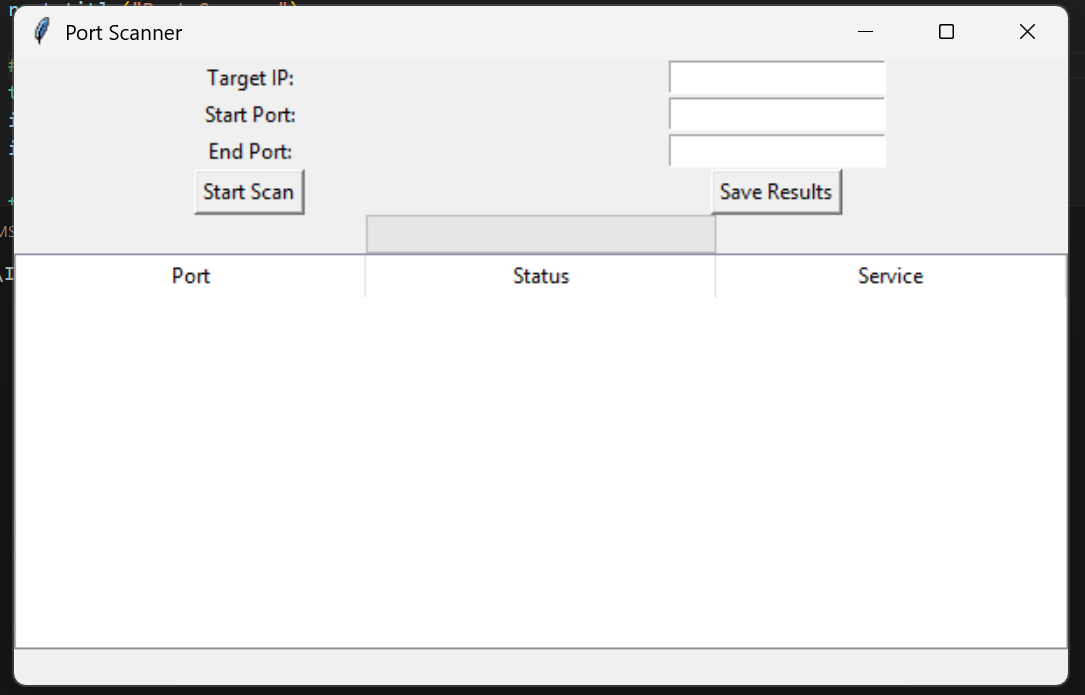 Port Scanner
Target IP:
Start Port:
End Port:
Start Scan Save Results
Port Status Service